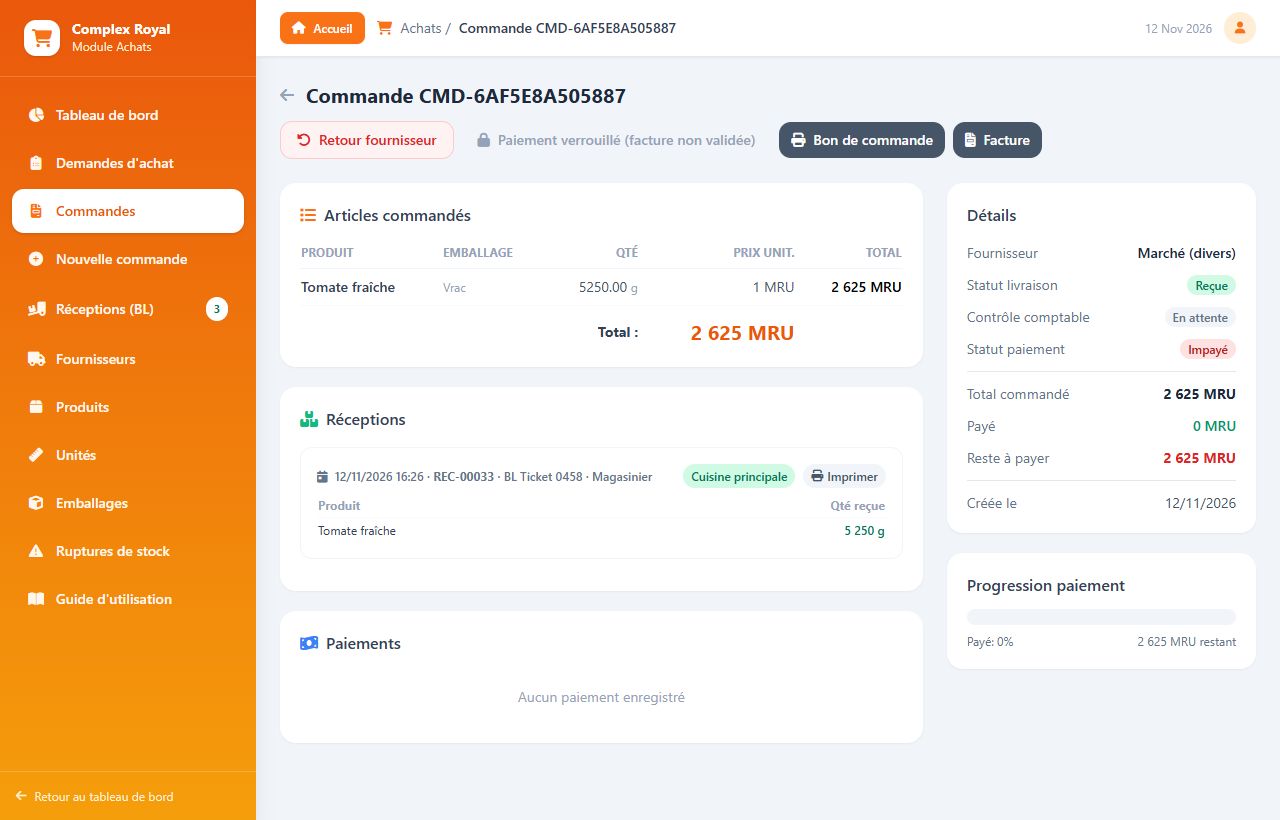 Complex Royal
Module Achats
Tableau de bord
Demandes d'achat
Commandes
Nouvelle commande
Réceptions (BL) 3
Fournisseurs
Produits
Unités
Emballages
Ruptures de stock
Guide d'utilisation
Retour au tableau de bord
Accueil Achats / Commande CMD-6AF5E8A505887 12 Nov 2026
Commande CMD-6AF5E8A505887
Retour fournisseur Paiement verrouillé (facture non validée) Bon de commande Facture
Articles commandés
PRODUIT EMBALLAGE QTÉ PRIX UNIT. TOTAL
Tomate fraîche Vrac 5250.00 g 1 MRU 2 625 MRU
Total : 2 625 MRU
Réceptions
12/11/2026 16:26 · REC-00033 · BL Ticket 0458 · Magasinier Cuisine principale Imprimer
Produit Qté reçue
Tomate fraîche 5 250 g
Paiements
Aucun paiement enregistré
Détails
Fournisseur Marché (divers)
Statut livraison Reçue
Contrôle comptable En attente
Statut paiement Impayé
Total commandé 2 625 MRU
Payé 0 MRU
Reste à payer 2 625 MRU
Créée le 12/11/2026
Progression paiement
Payé: 0% 2 625 MRU restant